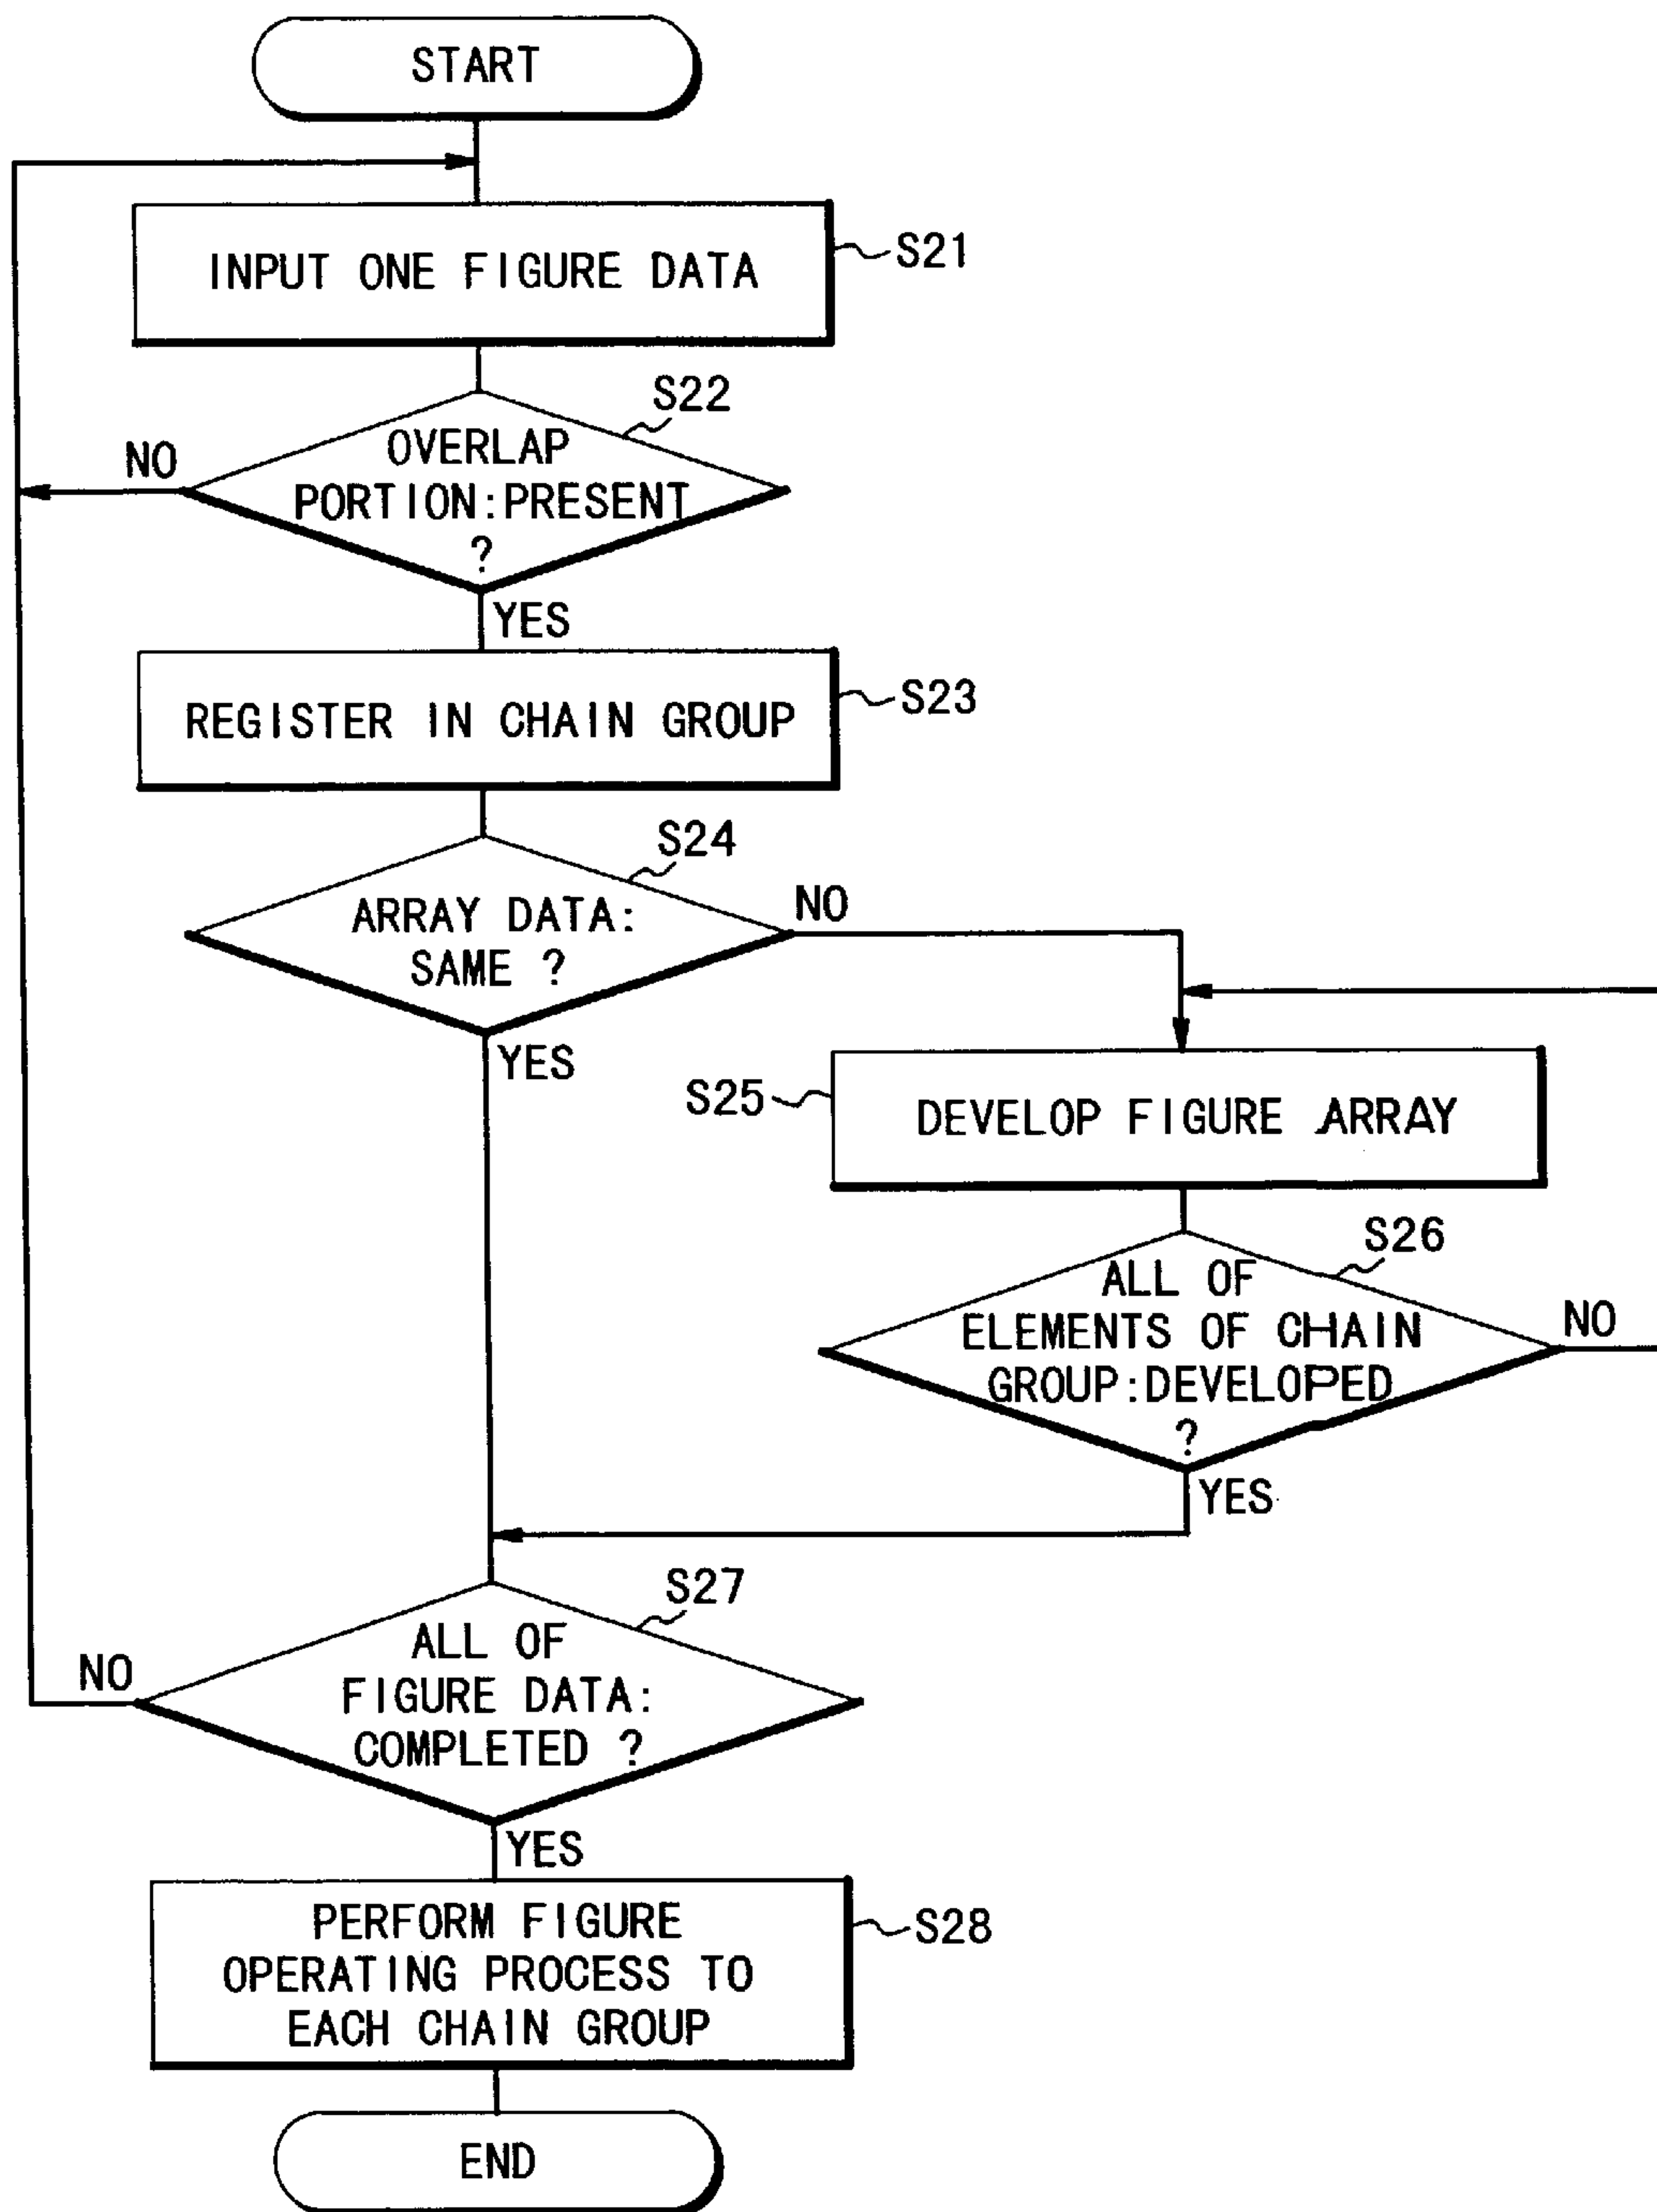 START
INPUT ONE FIGURE DATA
S21
S22
OVERLAP
PORTION:PRESENT
?
NO
YES
REGISTER IN CHAIN GROUP
S23
S24
ARRAY DATA:
SAME ?
NO
YES
S25
DEVELOP FIGURE ARRAY
S26
ALL OF
ELEMENTS OF CHAIN
GROUP:DEVELOPED
?
NO
YES
S27
ALL OF
FIGURE DATA:
COMPLETED ?
NO
YES
PERFORM FIGURE
OPERATING PROCESS TO
EACH CHAIN GROUP
S28
END